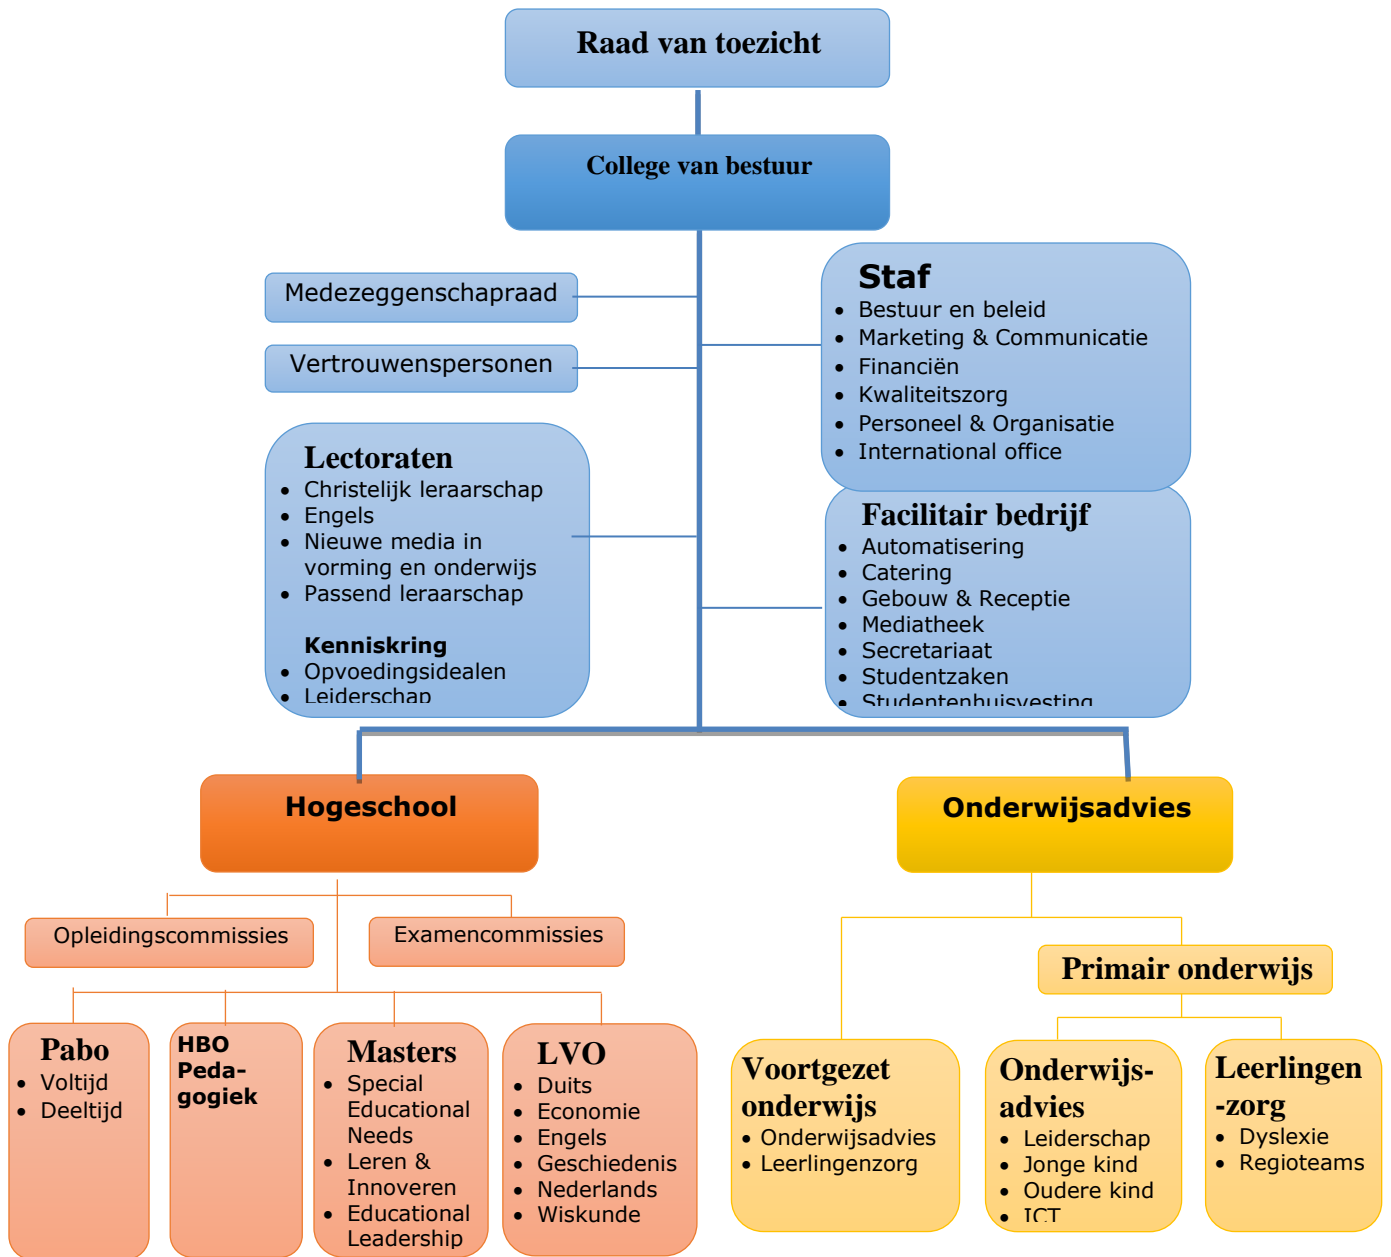 Raad van toezicht
College van bestuur
Medezeggenschapraad
Vertrouwenspersonen
Staf
• Bestuur en beleid
• Marketing & Communicatie
• Financiën
• Kwaliteitszorg
• Personeel & Organisatie
• International office
Lectoraten
• Christelijk leraarschap
• Engels
• Nieuwe media in
vorming en onderwijs
• Passend leraarschap
Kenniskring
• Opvoedingsidealen
• Leiderschap
Facilitair bedrijf
• Automatisering
• Catering
• Gebouw & Receptie
• Mediatheek
• Secretariaat
• Studentzaken
• Studentenhuisvesting
Hogeschool
Onderwijsadvies
Opleidingscommissies
Examencommissies
Primair onderwijs
Pabo
• Voltijd
• Deeltijd
HBO
Peda-
gogiek
Masters
• Special
Educational
Needs
• Leren &
Innoveren
• Educational
Leadership
LVO
• Duits
• Economie
• Engels
• Geschiedenis
• Nederlands
• Wiskunde
Voortgezet
onderwijs
• Onderwijsadvies
• Leerlingenzorg
Onderwijs-
advies
• Leiderschap
• Jonge kind
• Oudere kind
• ICT
Leerlingen
-zorg
• Dyslexie
• Regioteams